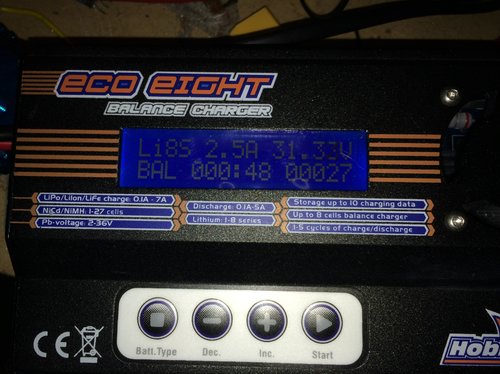 ECO EIGHT
BALANCE CHARGER
Li8S 2.5A 31.33V
BAL 000:48 00027
LiPo/LiIon/LiFe charge: 0.1A - 7A
NiCd/NiMH: 1-27 cells
Pb-voltage: 2-36V
Discharge: 0.1A-5A
Lithium: 1-8 series
Storage up to 10 charging data
Up to 8 cells balance charger
1-5 cycles of charge/discharge
Batt.Type
Dec.
Inc.
Start
CE
Hob